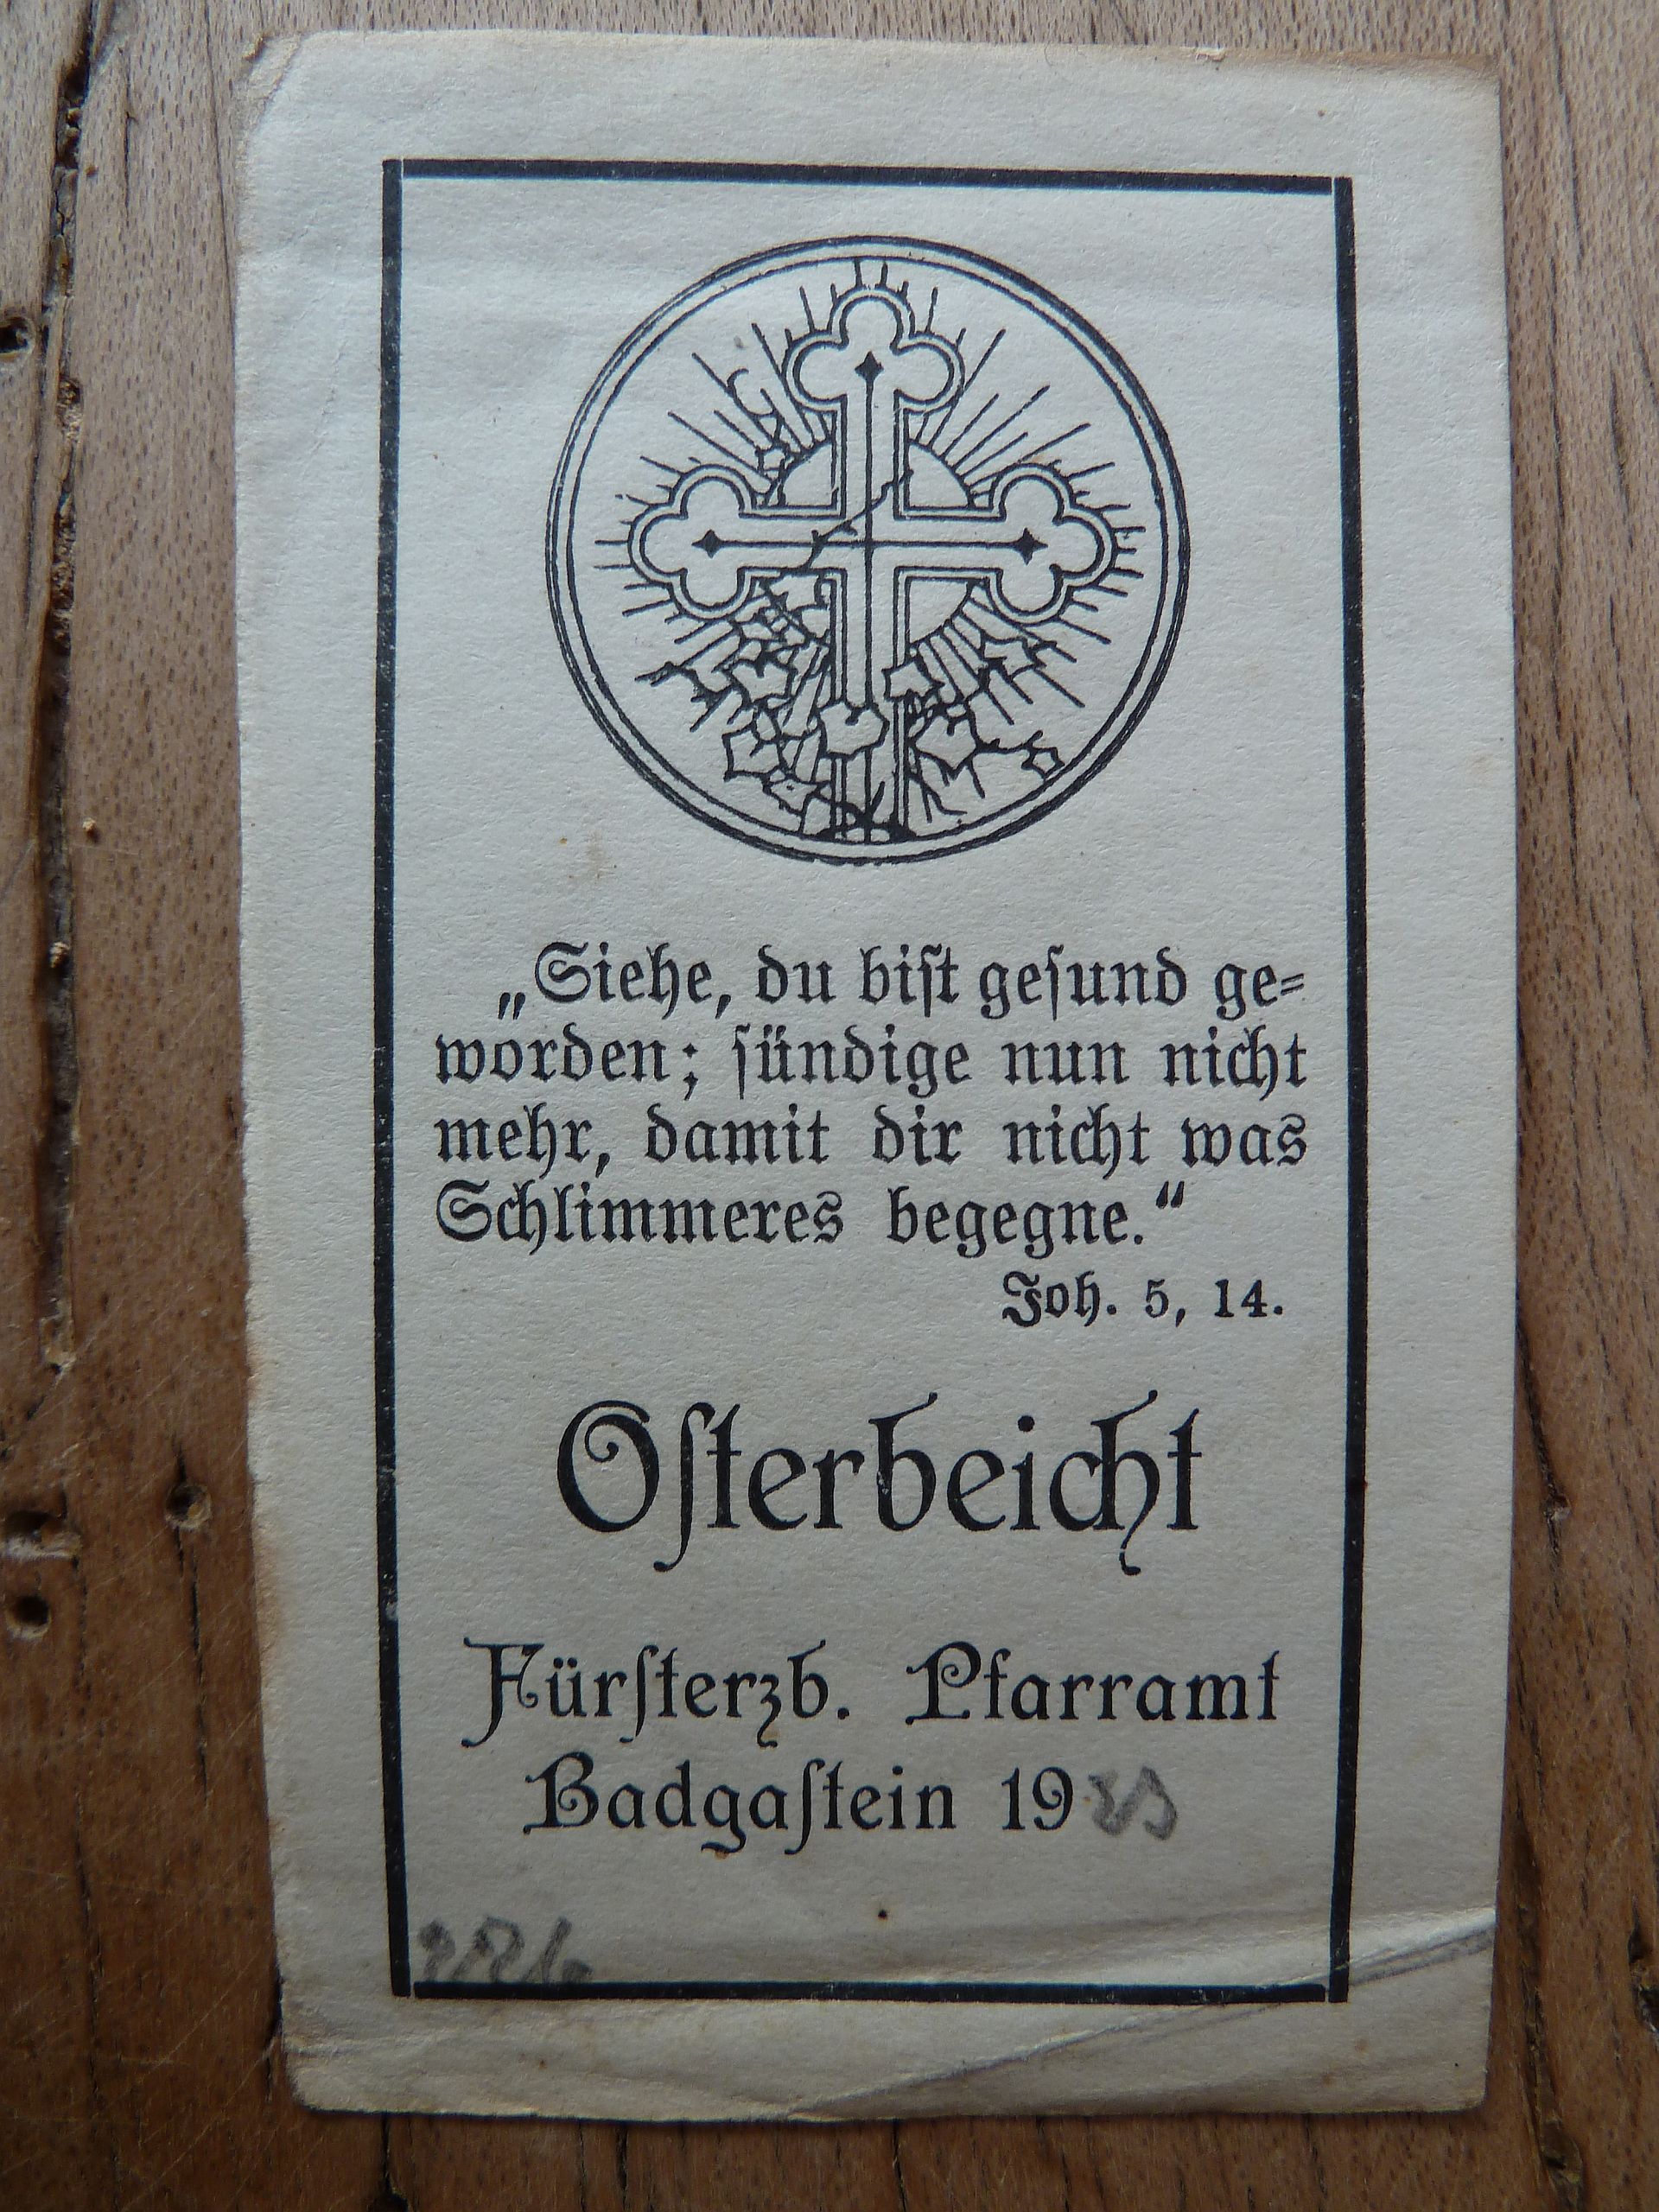 „Siehe, du bist gesund ge=
worden; sündige nun nicht
mehr, damit dir nicht was
Schlimmeres begegne.“
Joh. 5, 14.
Osterbeicht
Fürsterzb. Pfarramt
Badgastein 19